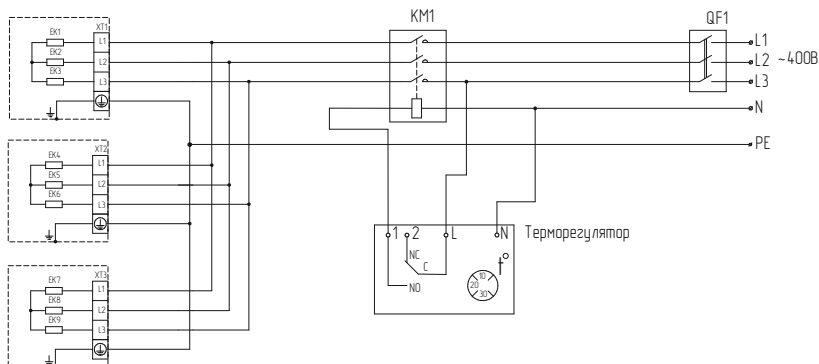 KM1
QF1
EK1
EK2
EK3
XT1
L1
L2
L3
L1
L2 ~400В
L3
N
PE
EK4
EK5
EK6
XT2
L1
L2
L3
1 2 L N Терморегулятор
NC
C
NO
10
20
30
t°
EK7
EK8
EK9
XT3
L1
L2
L3